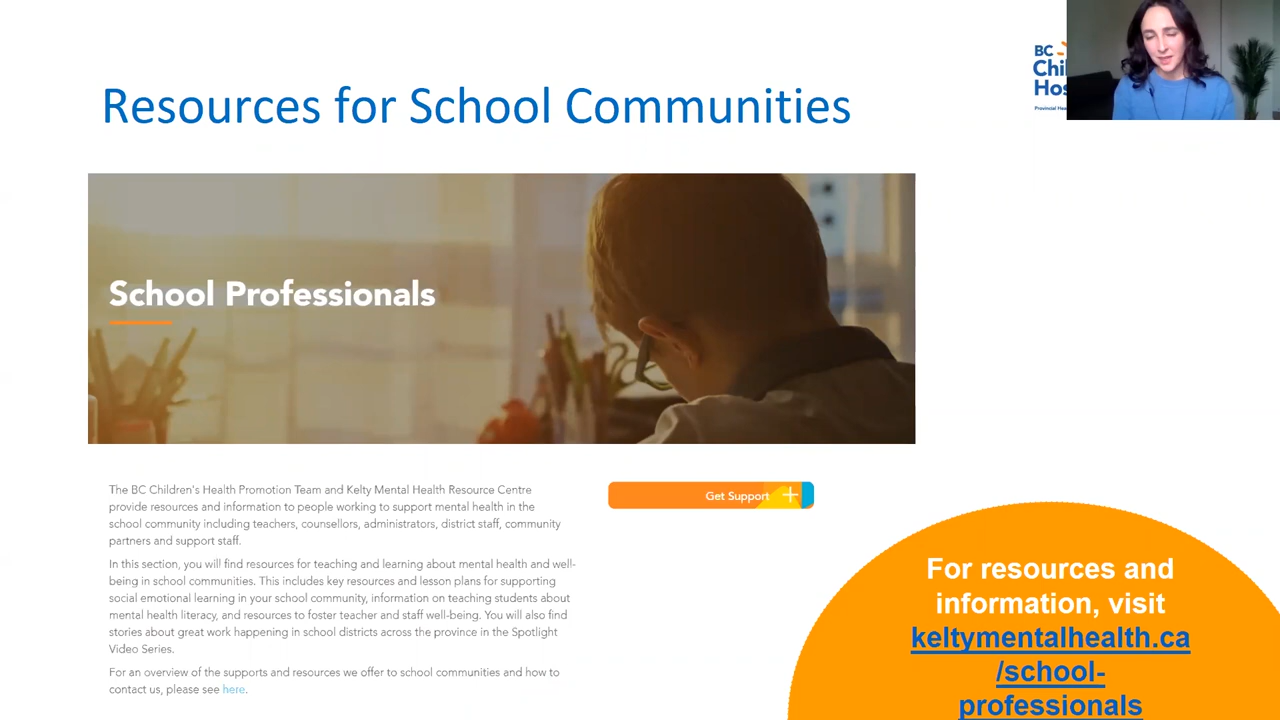 BC
Resources for School Communities
School Professionals
The BC Children's Health Promotion Team and Kelty Mental Health Resource Centre
provide resources and information to people working to support mental health in the
school community including teachers, counsellors, administrators, district staff, community
partners and support staff.
In this section, you will find resources for teaching and learning about mental health and well-
being in school communities. This includes key resources and lesson plans for supporting
social emotional learning in your school community, information on teaching students about
mental health literacy, and resources to foster teacher and staff well-being. You will also find
stories about great work happening in school districts across the province in the Spotlight
Video Series.
For an overview of the supports and resources we offer to school communities and how to
contact us, please see here.
Get Support
For resources and
information, visit
keltymentalhealth.ca
/school-
professionals